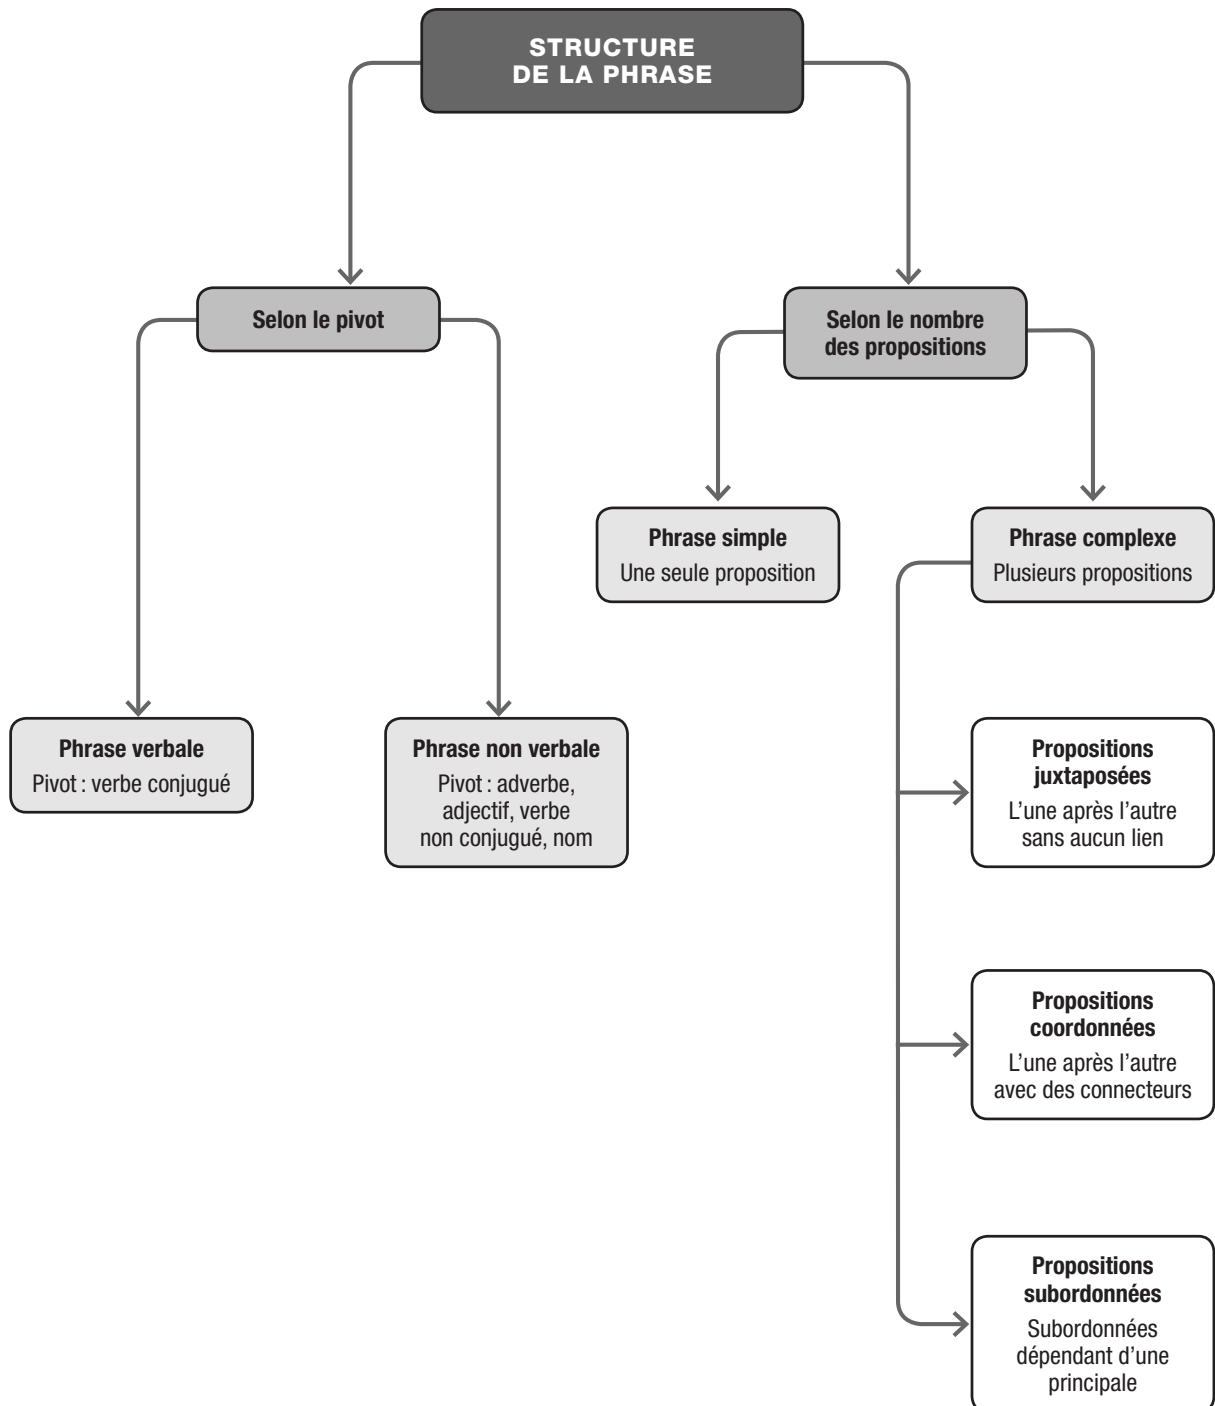 STRUCTURE
DE LA PHRASE
Selon le pivot
Selon le nombre
des propositions
Phrase simple
Une seule proposition
Phrase complexe
Plusieurs propositions
Phrase verbale
Pivot : verbe conjugué
Phrase non verbale
Pivot : adverbe,
adjectif, verbe
non conjugué, nom
Propositions
juxtaposées
L’une après l’autre
sans aucun lien
Propositions
coordonnées
L’une après l’autre
avec des connecteurs
Propositions
subordonnées
Subordonnées
dépendant d’une
principale